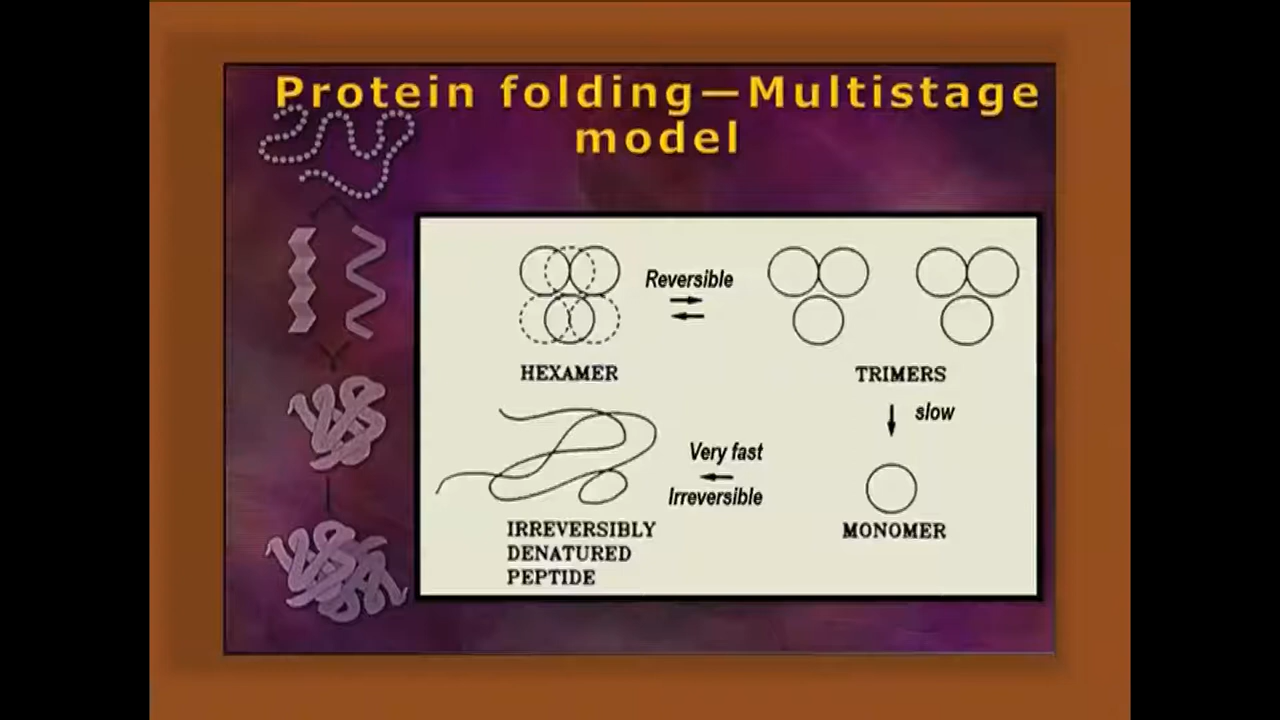 Protein folding—Multistage
model
Reversible
HEXAMER
TRIMERS
slow
Very fast
Irreversible
IRREVERSIBLY
DENATURED
PEPTIDE
MONOMER